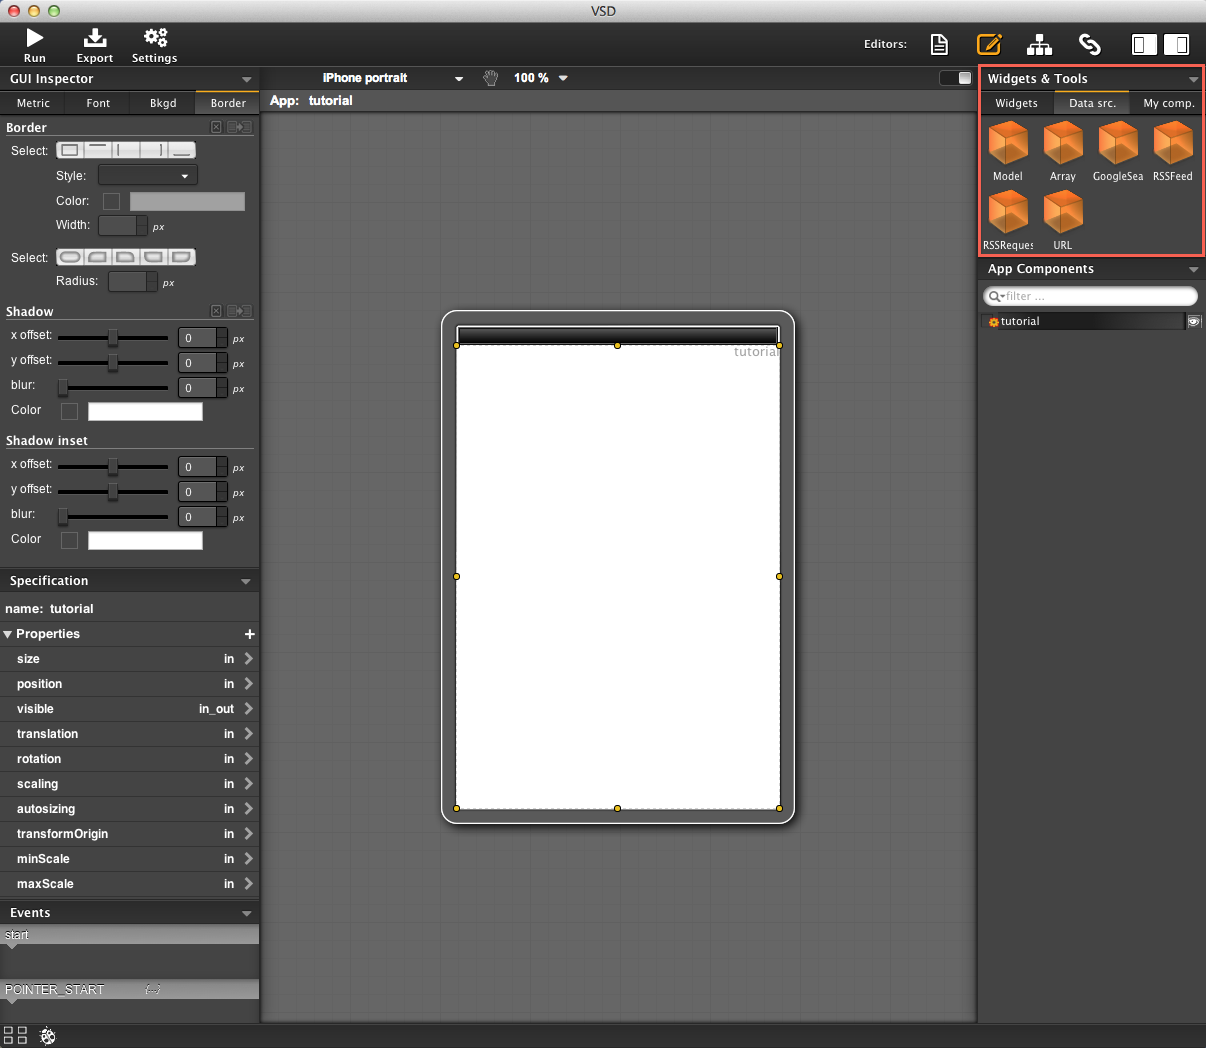 VSD
Run
Export
Settings
Editors:
GUI Inspector
Metric
Font
Bkgd
Border
Border
Select:
Style:
Color:
Width:
px
Select:
Radius:
px
Shadow
x offset:
0
px
y offset:
0
px
blur:
0
px
Color
Shadow inset
x offset:
0
px
y offset:
0
px
blur:
0
px
Color
Specification
name: tutorial
Properties
+
size in
position in
visible in_out
translation in
rotation in
scaling in
autosizing in
transformOrigin in
minScale in
maxScale in
Events
start
POINTER_START {...}
iPhone portrait
100 %
App: tutorial
tutorial
Widgets & Tools
Widgets
Data src.
My comp.
Model
Array
GoogleSea
RSSFeed
RSSReques
URL
App Components
filter ...
tutorial